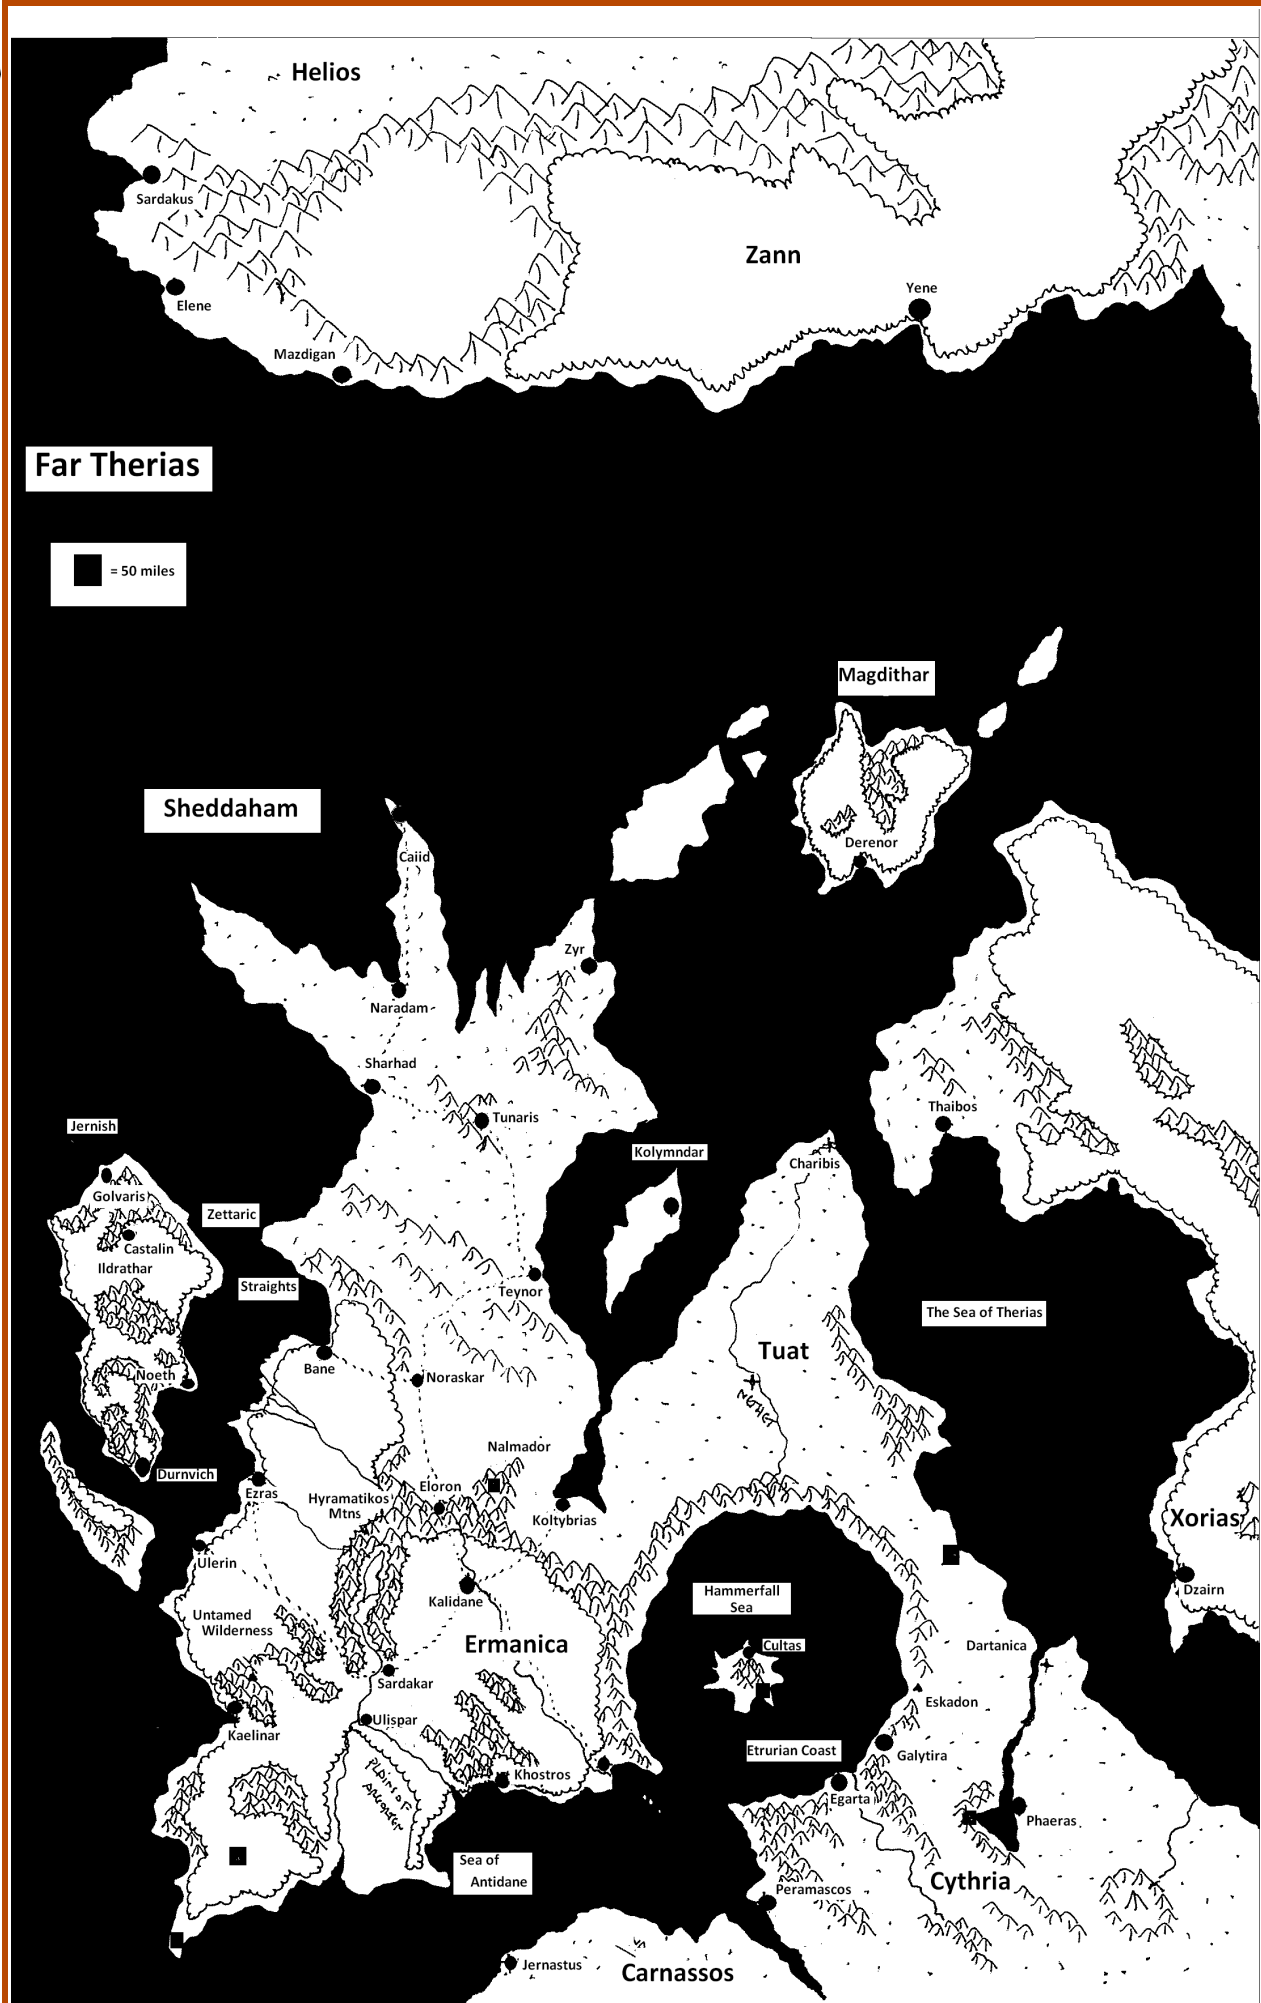 Helios
Sardakus
Zann
Elene
Yene
Mazdigan
Far Therias
= 50 miles
Magdithar
Sheddaham
Derenor
Caiid
Zyr
Naradam
Sharhad
Thaibos
Tunaris
Jernish
Kolymndar
Charibis
Golvaris
Zettaric
Castalin
Ildrathar
Straights
Teynor
The Sea of Therias
Tuat
Bane
Noeth
Noraskar
Nalmador
Durnvich
Ezras
Hyramatikos
Mtns
Eloron
Koltybrias
Xorias
Ulerin
Dzairn
Kalidane
Hammerfall
Sea
Untamed
Wilderness
Ermanica
Cultas
Dartanica
Sardakar
Eskadon
Ulispar
Kaelinar
Etrurian Coast
Galytira
Khostros
Plains of
Egarta
Phaeras
Sea of
Antidane
Cythria
Peramascos
Jernastus
Carnassos